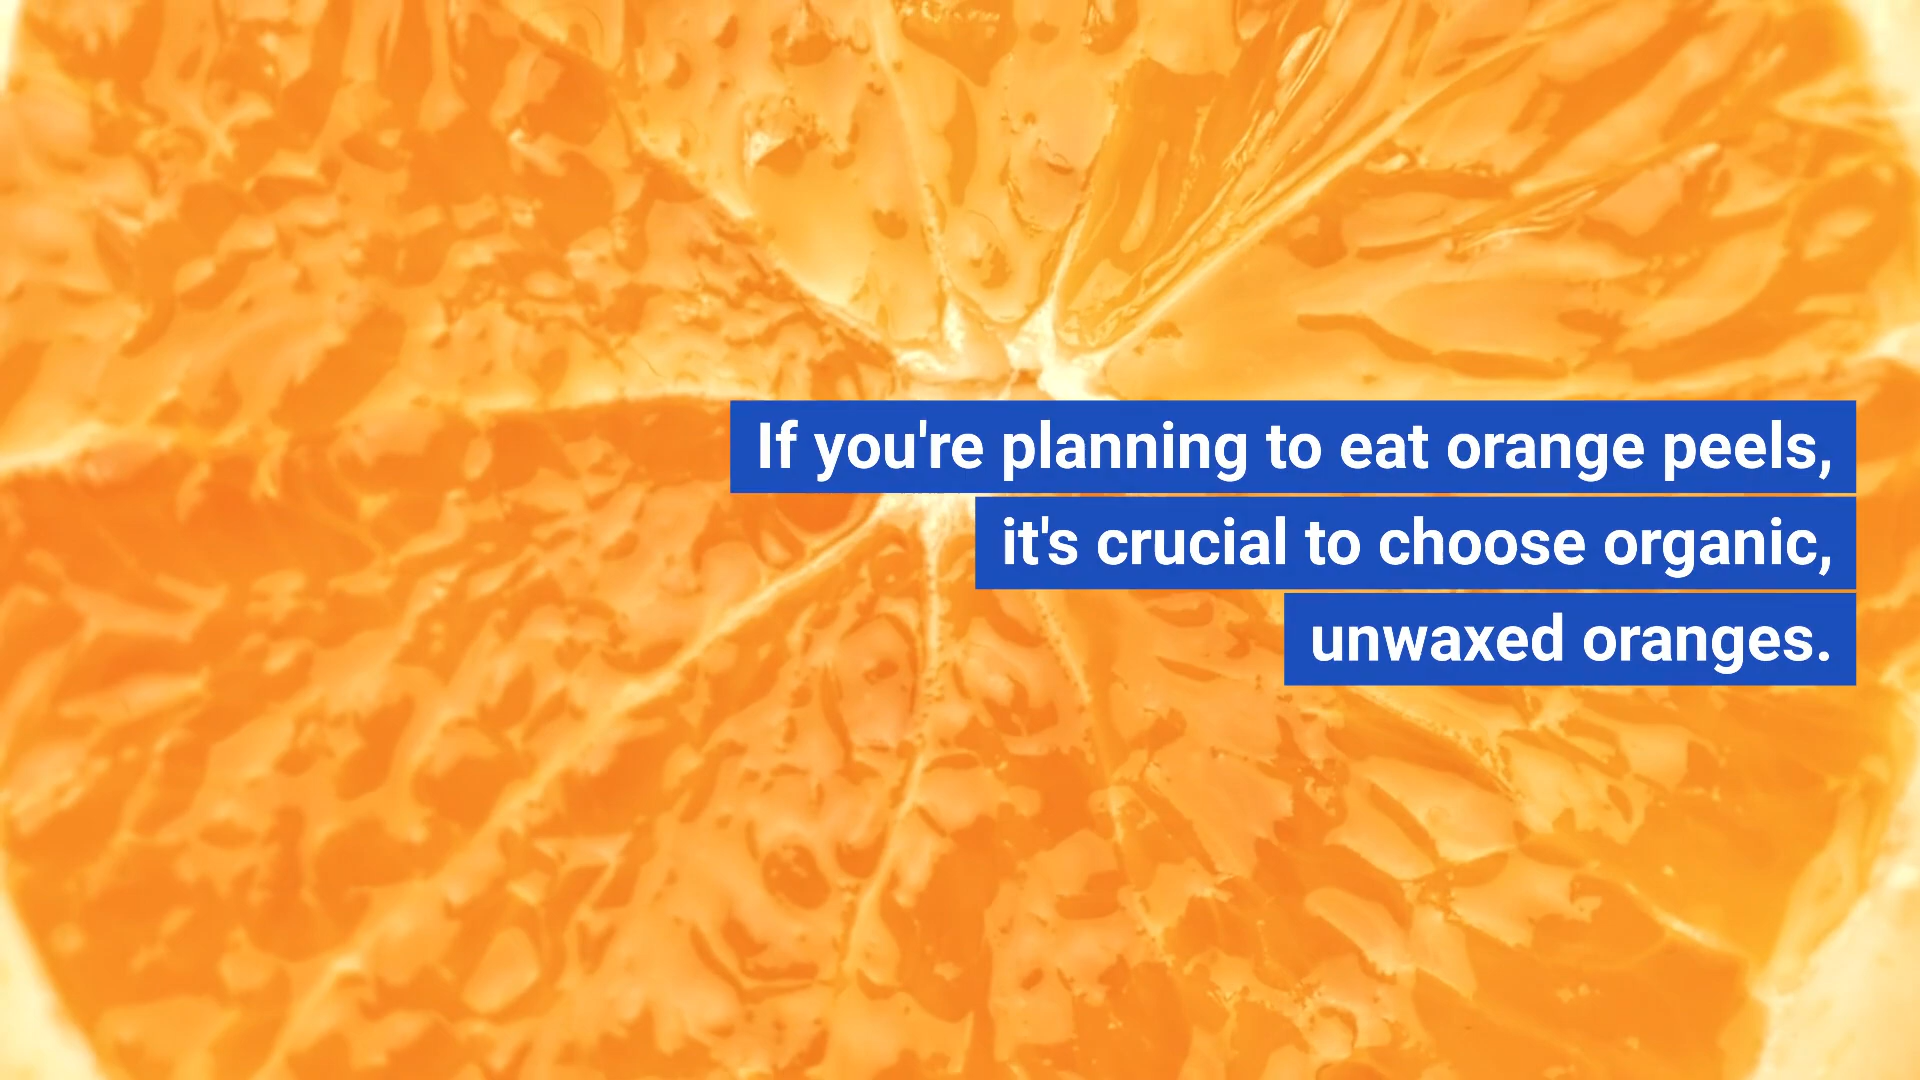 If you're planning to eat orange peels,
it's crucial to choose organic,
unwaxed oranges.